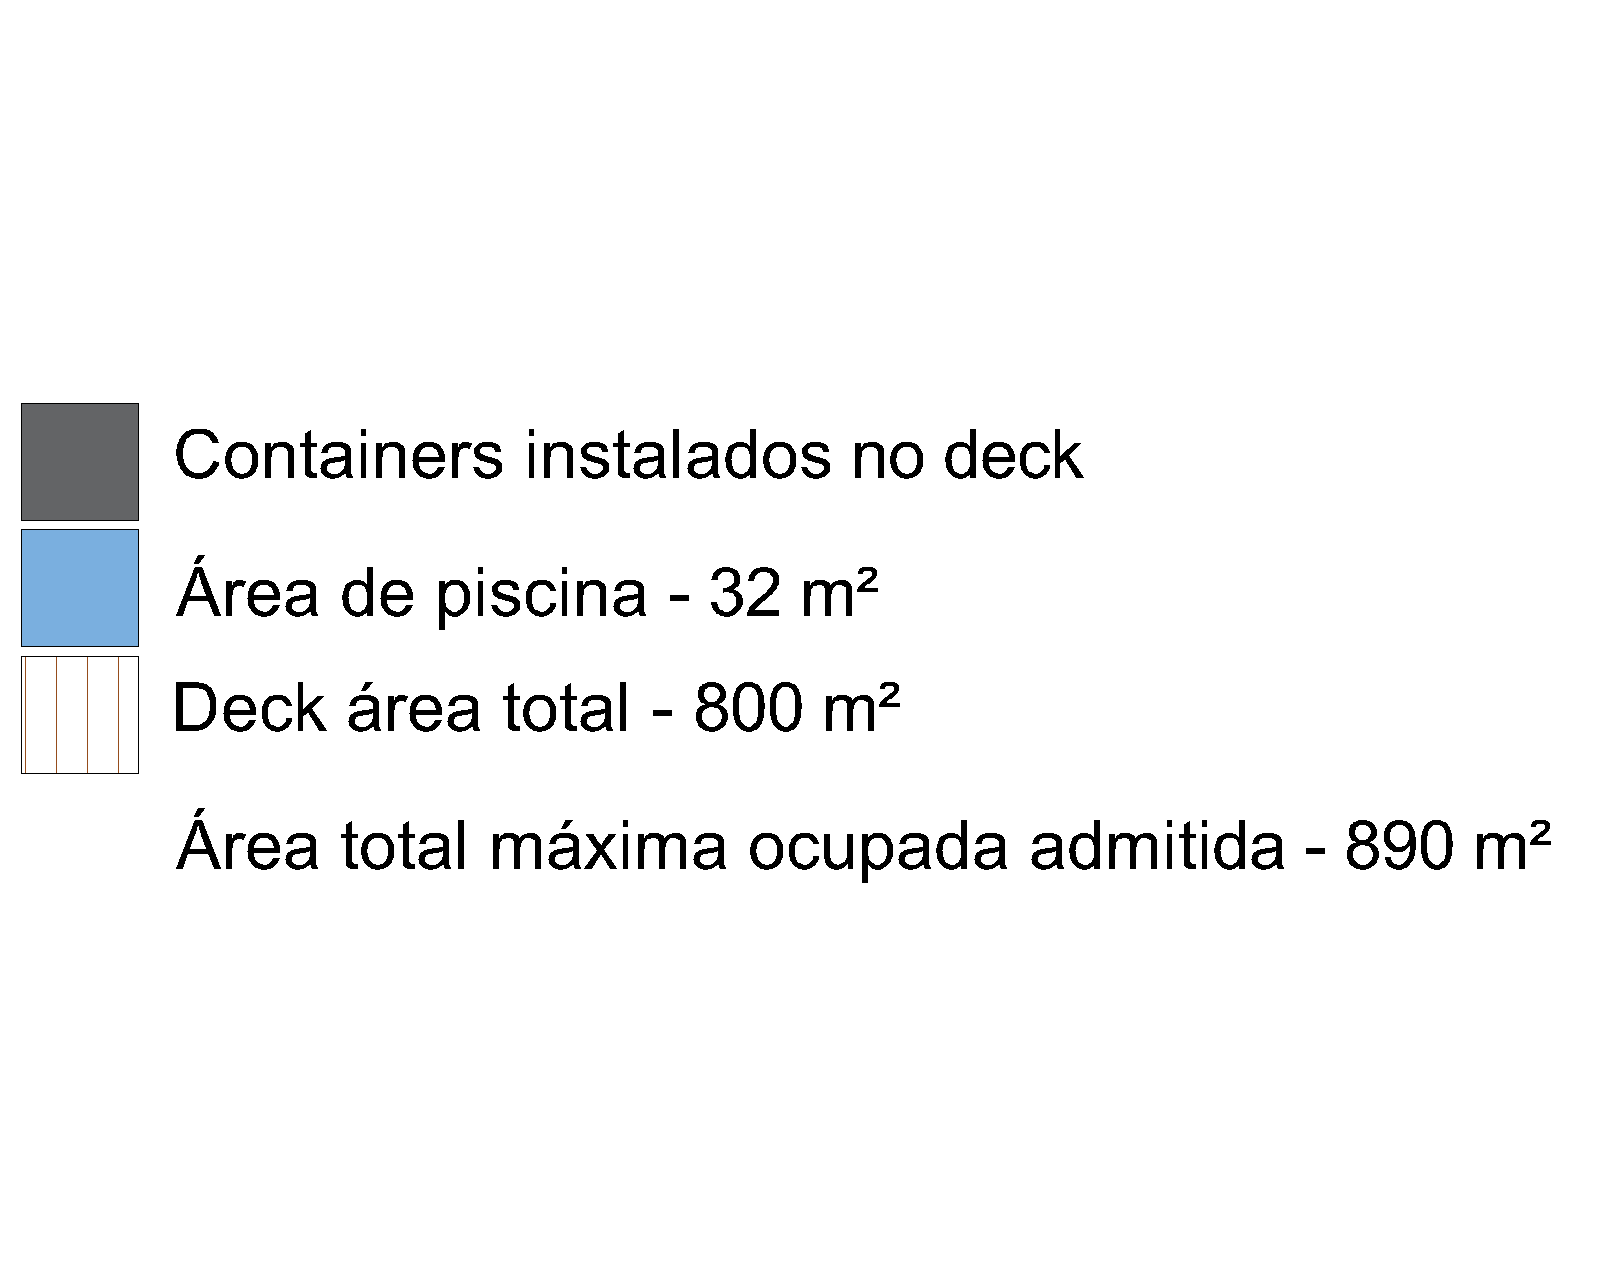 Containers instalados no deck
Área de piscina - 32 m²
Deck área total - 800 m²
Área total máxima ocupada admitida - 890 m²